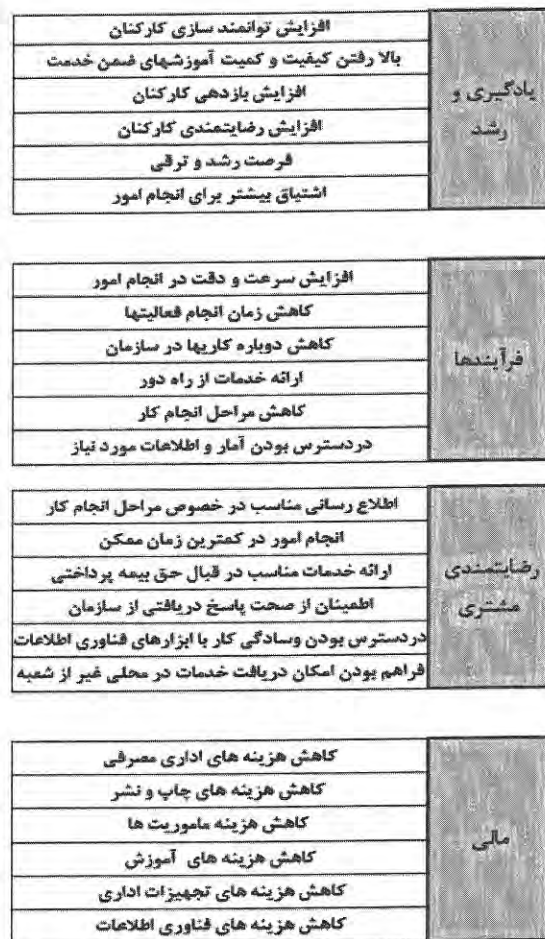 یادگیری و
رشد
افزایش توانمند سازی کارکنان
بالا رفتن کیفیت و کمیت آموزشهای ضمن خدمت
افزایش بازدهی کارکنان
افزایش رضایتمندی کارکنان
فرصت رشد و ترقی
اشتیاق بیشتر برای انجام امور
فرآیندها
افزایش سرعت و دقت در انجام امور
کاهش زمان انجام فعالیتها
کاهش دوباره کاریها در سازمان
ارائه خدمات از راه دور
کاهش مراحل انجام کار
دردسترس بودن آمار و اطلاعات مورد نیاز
رضایتمندی
مشتری
اطلاع رسانی مناسب در خصوص مراحل انجام کار
انجام امور در کمترین زمان ممکن
ارائه خدمات مناسب در قبال حق بیمه پرداختی
اطمینان از صحت پاسخ دریافتی از سازمان
دردسترس بودن وسادگی کار با ابزارهای فناوری اطلاعات
فراهم بودن امکان دریافت خدمات در محلی غیر از شعبه
مالی
کاهش هزینه های اداری مصرفی
کاهش هزینه های چاپ و نشر
کاهش هزینه ماموریت ها
کاهش هزینه های آموزش
کاهش هزینه های تجهیزات اداری
کاهش هزینه های فناوری اطلاعات